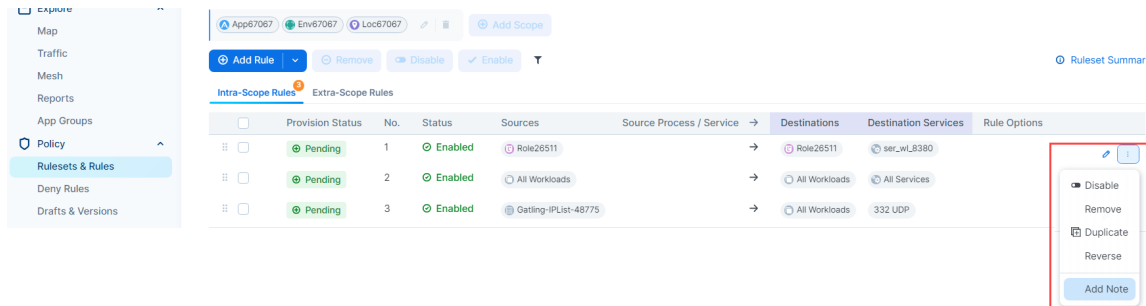 Explore
Map
Traffic
Mesh
Reports
App Groups
Policy
Rulesets & Rules
Deny Rules
Drafts & Versions
App67067 Env67067 Loc67067 Add Scope
Add Rule Remove Disable Enable Ruleset Summar
Intra-Scope Rules 3 Extra-Scope Rules
Provision Status No. Status Sources Source Process / Service → Destinations Destination Services Rule Options
Pending 1 Enabled Role26511 → Role26511 ser_wl_8380
Pending 2 Enabled All Workloads → All Workloads All Services
Pending 3 Enabled Gatling-IPList-48775 → All Workloads 332 UDP
Disable
Remove
Duplicate
Reverse
Add Note